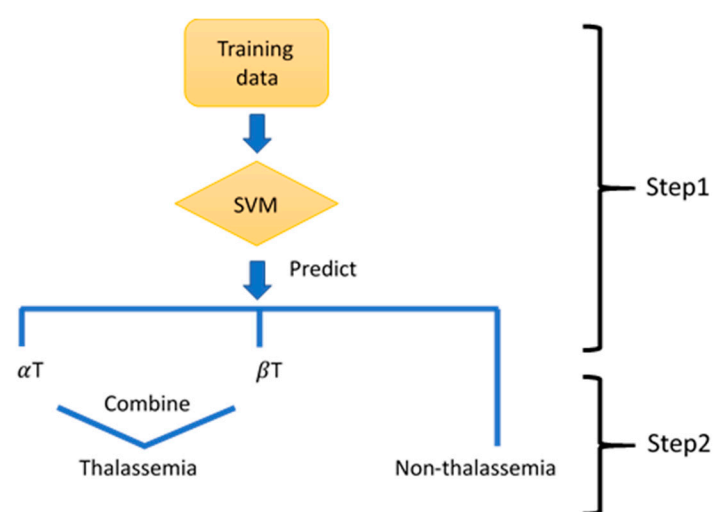 Training
data
SVM
Predict
Step1
αT
βT
Combine
Thalassemia
Non-thalassemia
Step2